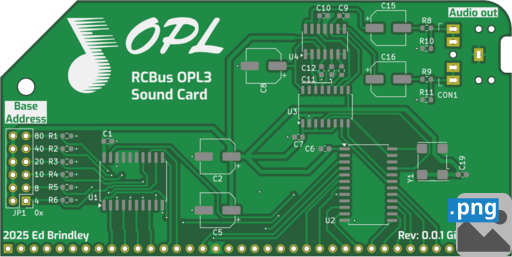 OPL
RCBus OPL3
Sound Card
Audio out
C10 C9
C15
R8
R10
U4
C12
C11
C16
R9
R11
CON1
C8
U3
Base
Address
80 R1
40 R2
20 R3
10 R4
8 R5
4 R6
JP1 0x
C1
U1
C2
C5
C7
C6
U2
Y1
C19
2025 Ed Brindley
Rev: 0.0.1
.png